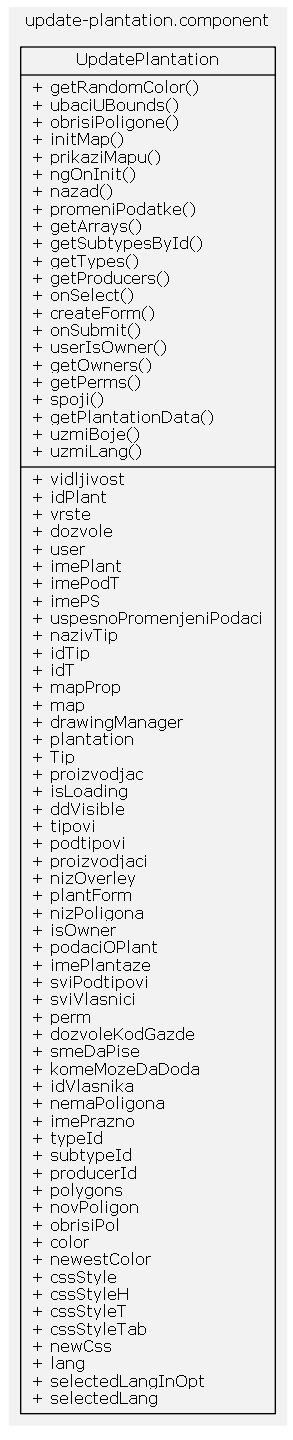 update-plantation.component
UpdatePlantation
+ getRandomColor()
+ ubaciUBounds()
+ obrisiPoligone()
+ initMap()
+ prikaziMapu()
+ ngOnInit()
+ nazad()
+ promeniPodatke()
+ getArrays()
+ getSubtypesById()
+ getTypes()
+ getProducers()
+ onSelect()
+ createForm()
+ onSubmit()
+ userIsOwner()
+ getOwners()
+ getPerms()
+ spoji()
+ getPlantationData()
+ uzmiBoje()
+ uzmiLang()
+ vidljivost
+ idPlant
+ vrste
+ dozvole
+ user
+ imePlant
+ imePodT
+ imePS
+ uspesnoPromenjeniPodaci
+ nazivTip
+ idTip
+ idT
+ mapProp
+ map
+ drawingManager
+ plantation
+ Tip
+ proizvodjac
+ isLoading
+ ddVisible
+ tipovi
+ podtipovi
+ proizvodjaci
+ nizOverley
+ plantForm
+ nizPoligona
+ isOwner
+ podaciOPlant
+ imePlantaze
+ sviPodtipovi
+ sviVlasnici
+ perm
+ dozvoleKodGazde
+ smeDaPise
+ komeMozeDaDoda
+ idVlasnika
+ nemaPoligona
+ imePrazno
+ typeId
+ subtypeId
+ producerId
+ polygons
+ novPoligon
+ obrisiPol
+ color
+ newestColor
+ cssStyle
+ cssStyleH
+ cssStyleT
+ cssStyleTab
+ newCss
+ lang
+ selectedLangInOpt
+ selectedLang